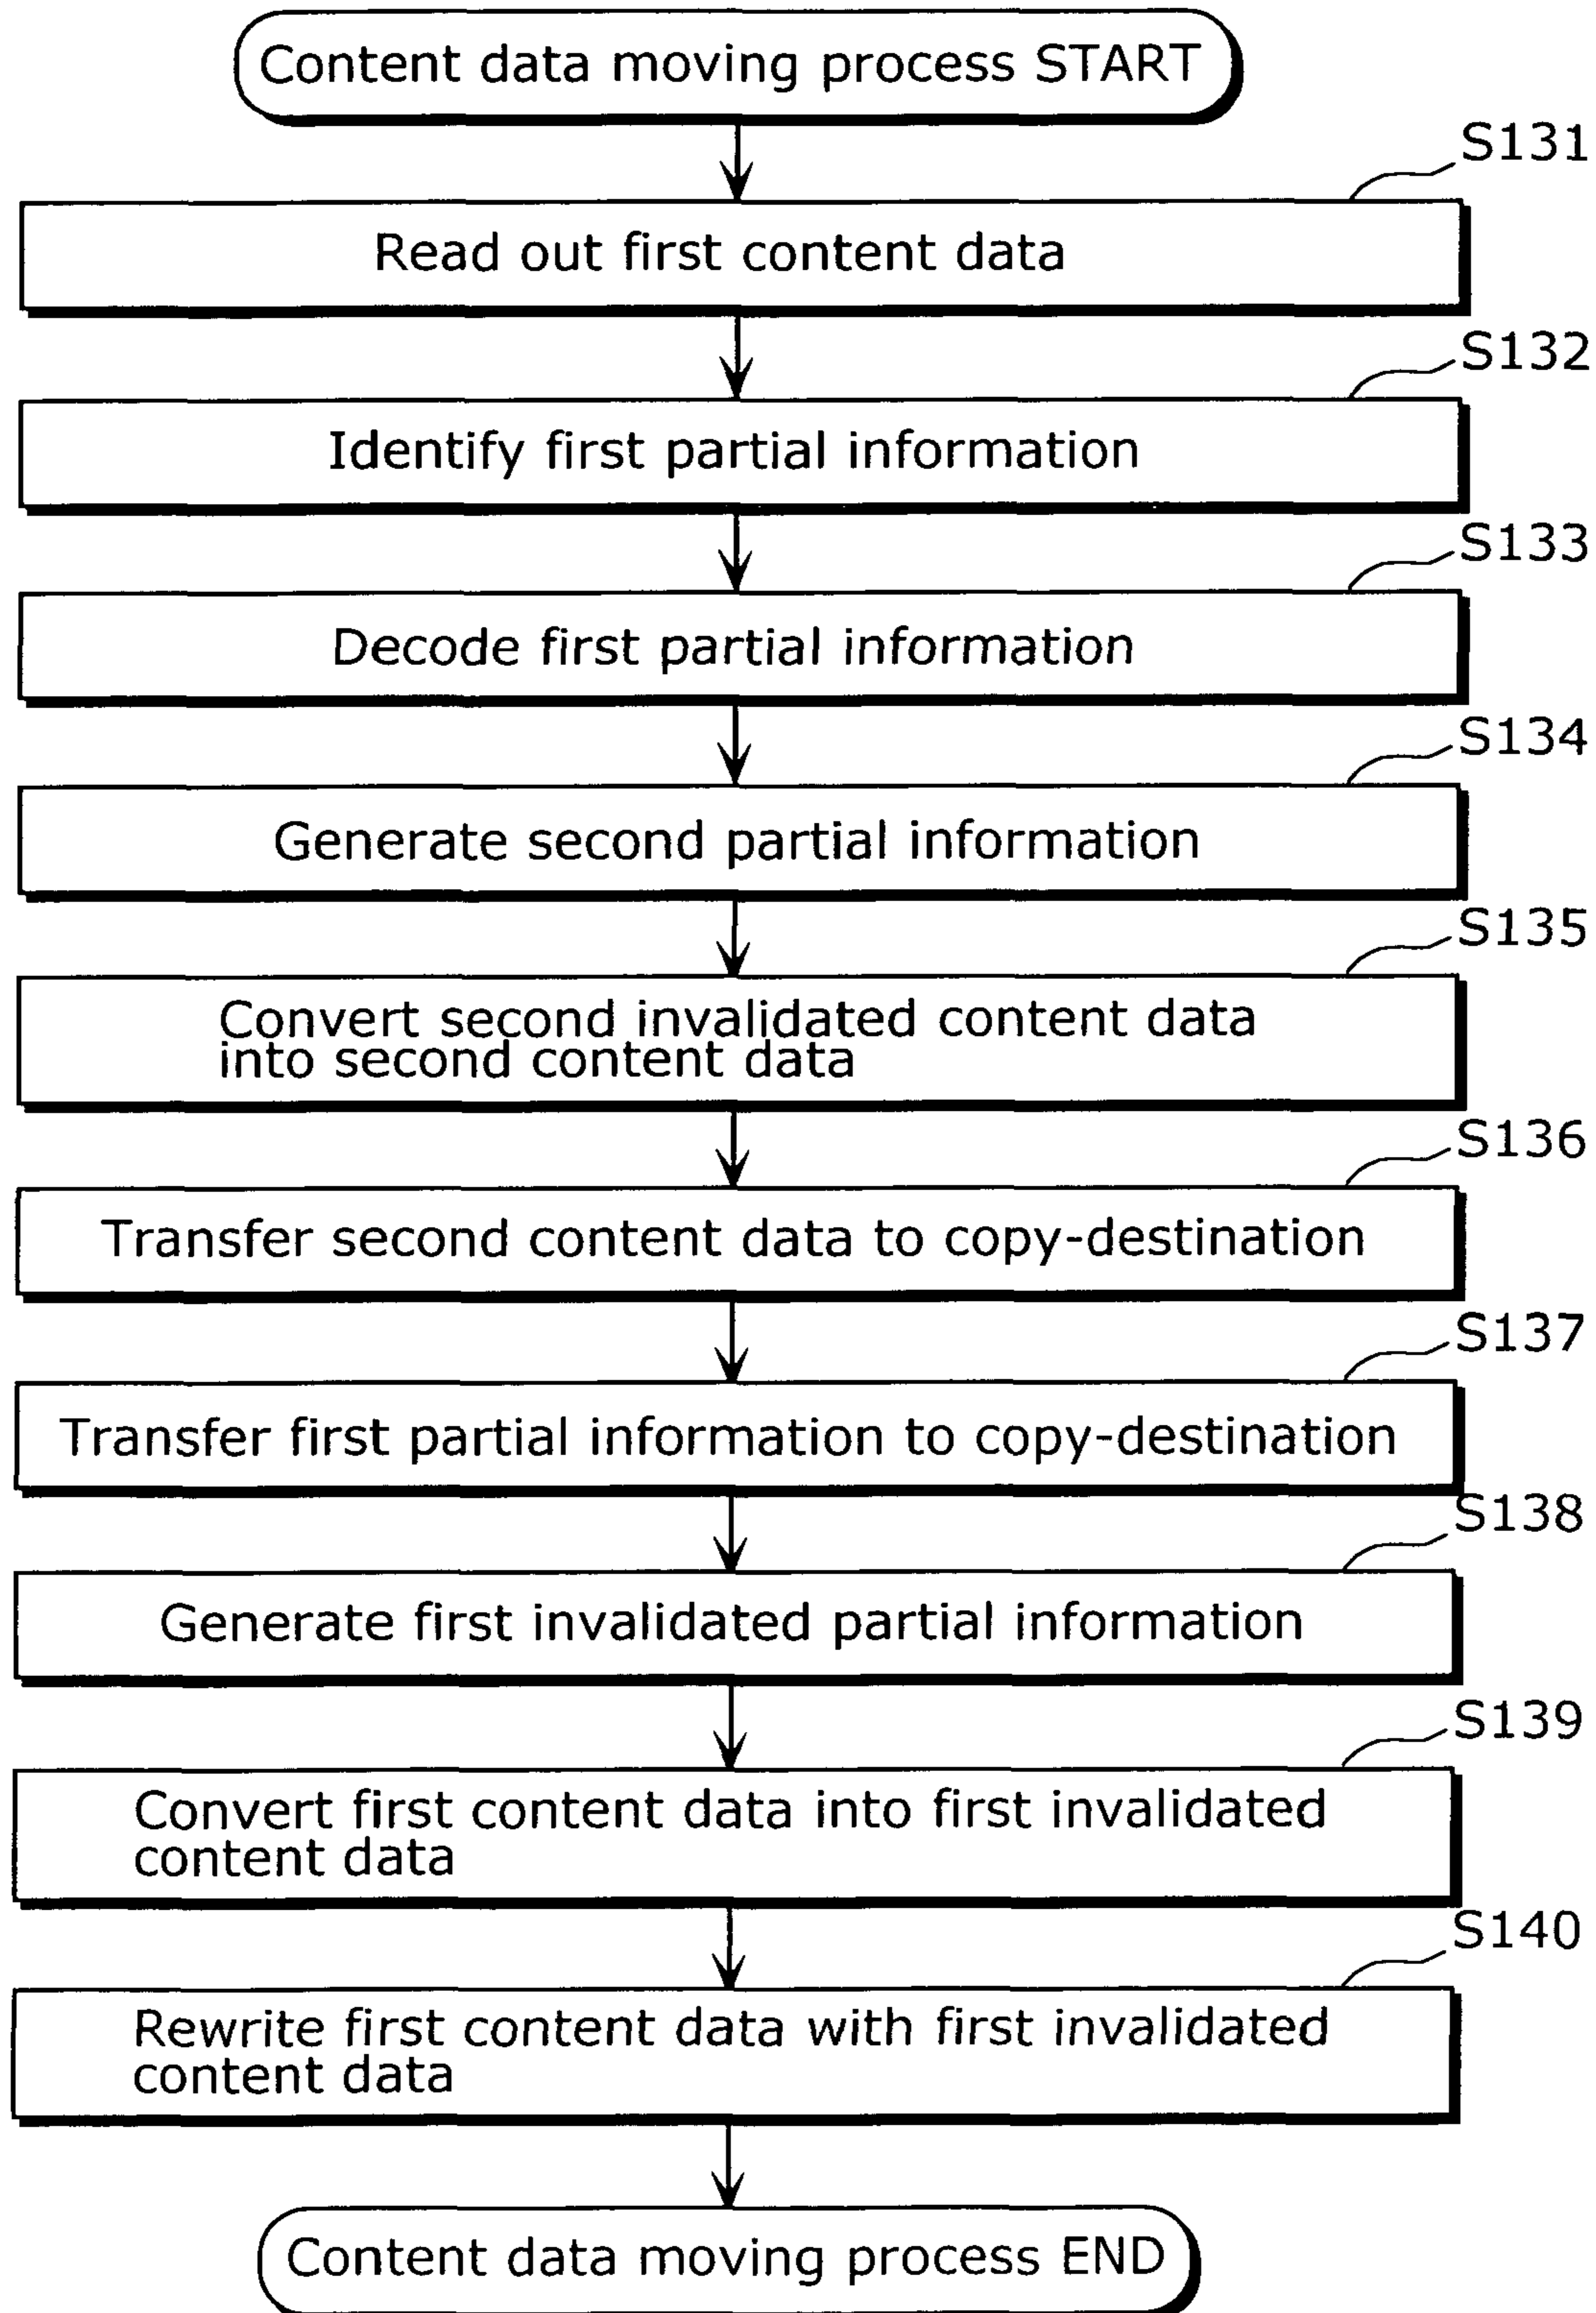 Content data moving process START
S131
Read out first content data
S132
Identify first partial information
S133
Decode first partial information
S134
Generate second partial information
S135
Convert second invalidated content data
into second content data
S136
Transfer second content data to copy-destination
S137
Transfer first partial information to copy-destination
S138
Generate first invalidated partial information
S139
Convert first content data into first invalidated
content data
S140
Rewrite first content data with first invalidated
content data
Content data moving process END